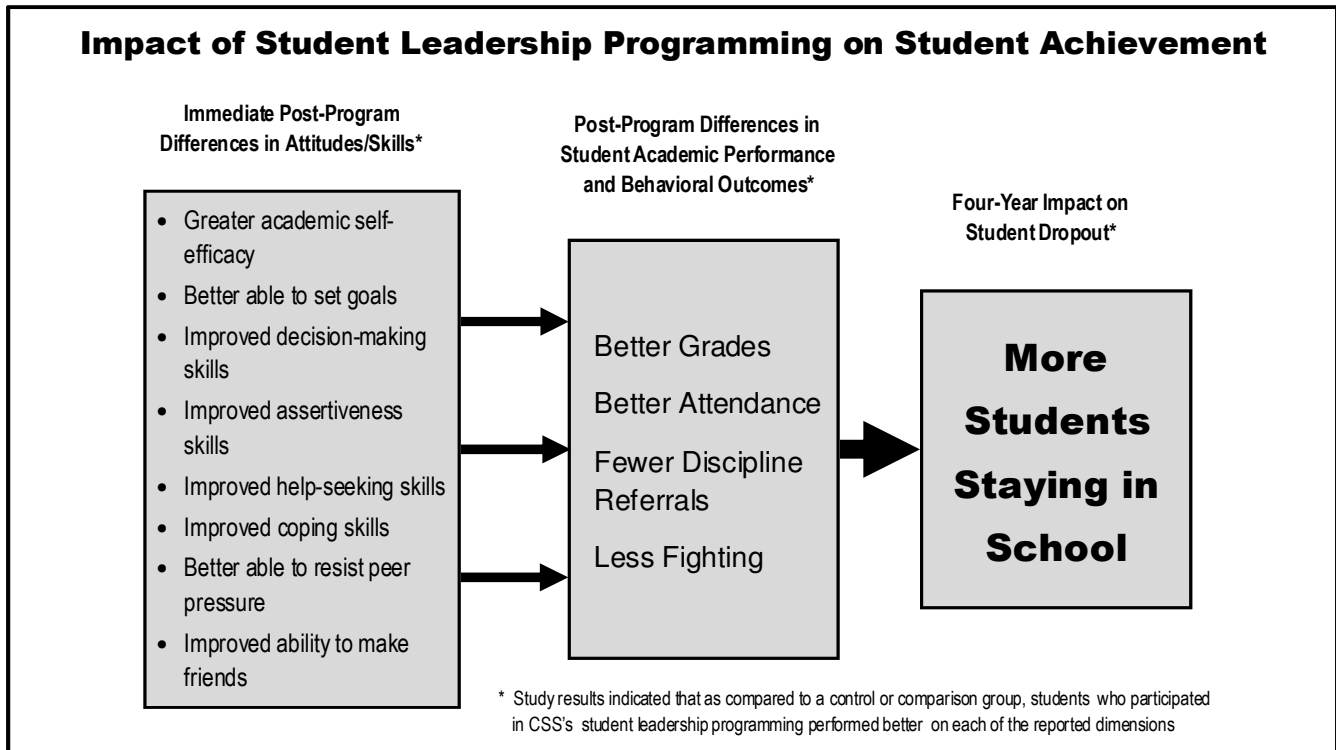 Impact of Student Leadership Programming on Student Achievement
Immediate Post-Program
Differences in Attitudes/Skills*
• Greater academic self-
efficacy
• Better able to set goals
• Improved decision-making
skills
• Improved assertiveness
skills
• Improved help-seeking skills
• Improved coping skills
• Better able to resist peer
pressure
• Improved ability to make
friends
Post-Program Differences in
Student Academic Performance
and Behavioral Outcomes*
Better Grades
Better Attendance
Fewer Discipline
Referrals
Less Fighting
Four-Year Impact on
Student Dropout*
More
Students
Staying in
School
* Study results indicated that as compared to a control or comparison group, students who participated
in CSS's student leadership programming performed better on each of the reported dimensions